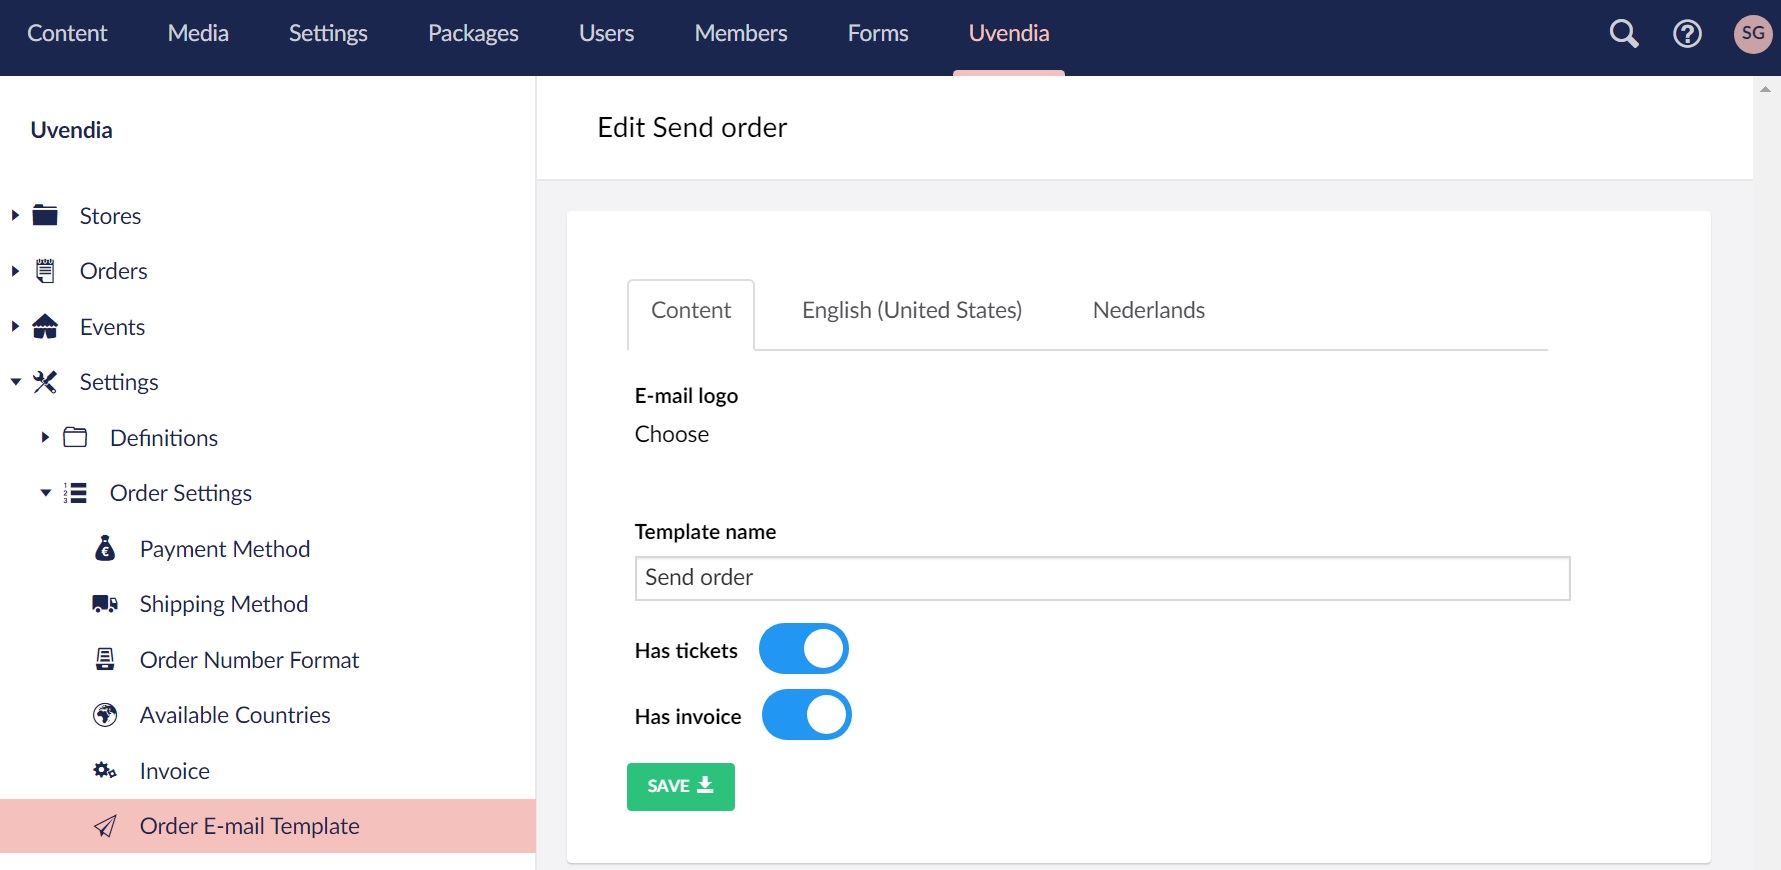 Content Media Settings Packages Users Members Forms Uvendia SG
Uvendia
Stores
Orders
Events
Settings
Definitions
Order Settings
Payment Method
Shipping Method
Order Number Format
Available Countries
Invoice
Order E-mail Template
Edit Send order
Content English (United States) Nederlands
E-mail logo
Choose
Template name
Send order
Has tickets
Has invoice
SAVE